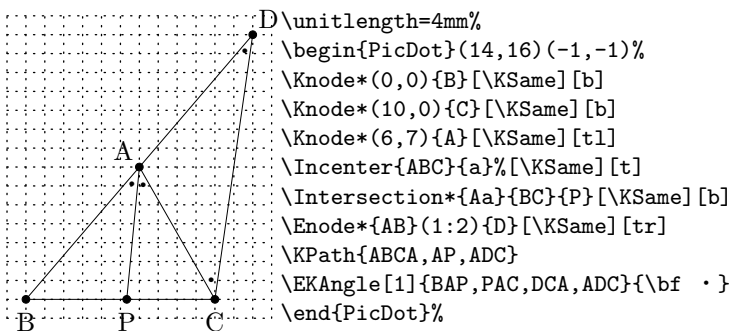 D
A
B
P
C
\unitlength=4mm%
\begin{PicDot}(14,16)(-1,-1)%
\Knode*(0,0){B}[\KSame][b]
\Knode*(10,0){C}[\KSame][b]
\Knode*(6,7){A}[\KSame][tl]
\Incenter{ABC}{a}%[\KSame][t]
\Intersection*{Aa}{BC}{P}[\KSame][b]
\Enode*{AB}(1:2){D}[\KSame][tr]
\KPath{ABCA,AP,ADC}
\EKAngle[1]{BAP,PAC,DCA,ADC}{\bf ・}
\end{PicDot}%